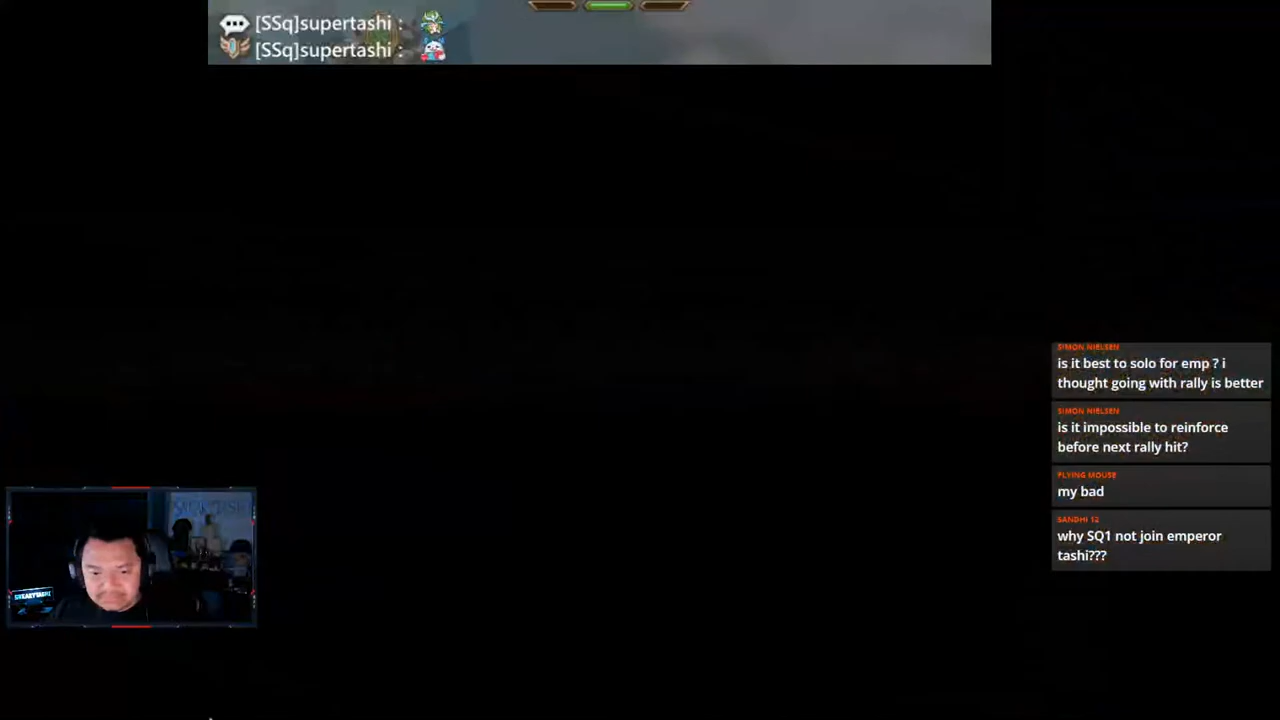 [SSq]supertashi :
[SSq]supertashi :
SIMON NIELSEN
is it best to solo for emp ? i
thought going with rally is better
SIMON NIELSEN
is it impossible to reinforce
before next rally hit?
FLYING MOUSE
my bad
SANDHI 12
why SQ1 not join emperor
tashi???
SNEAKYTASHI